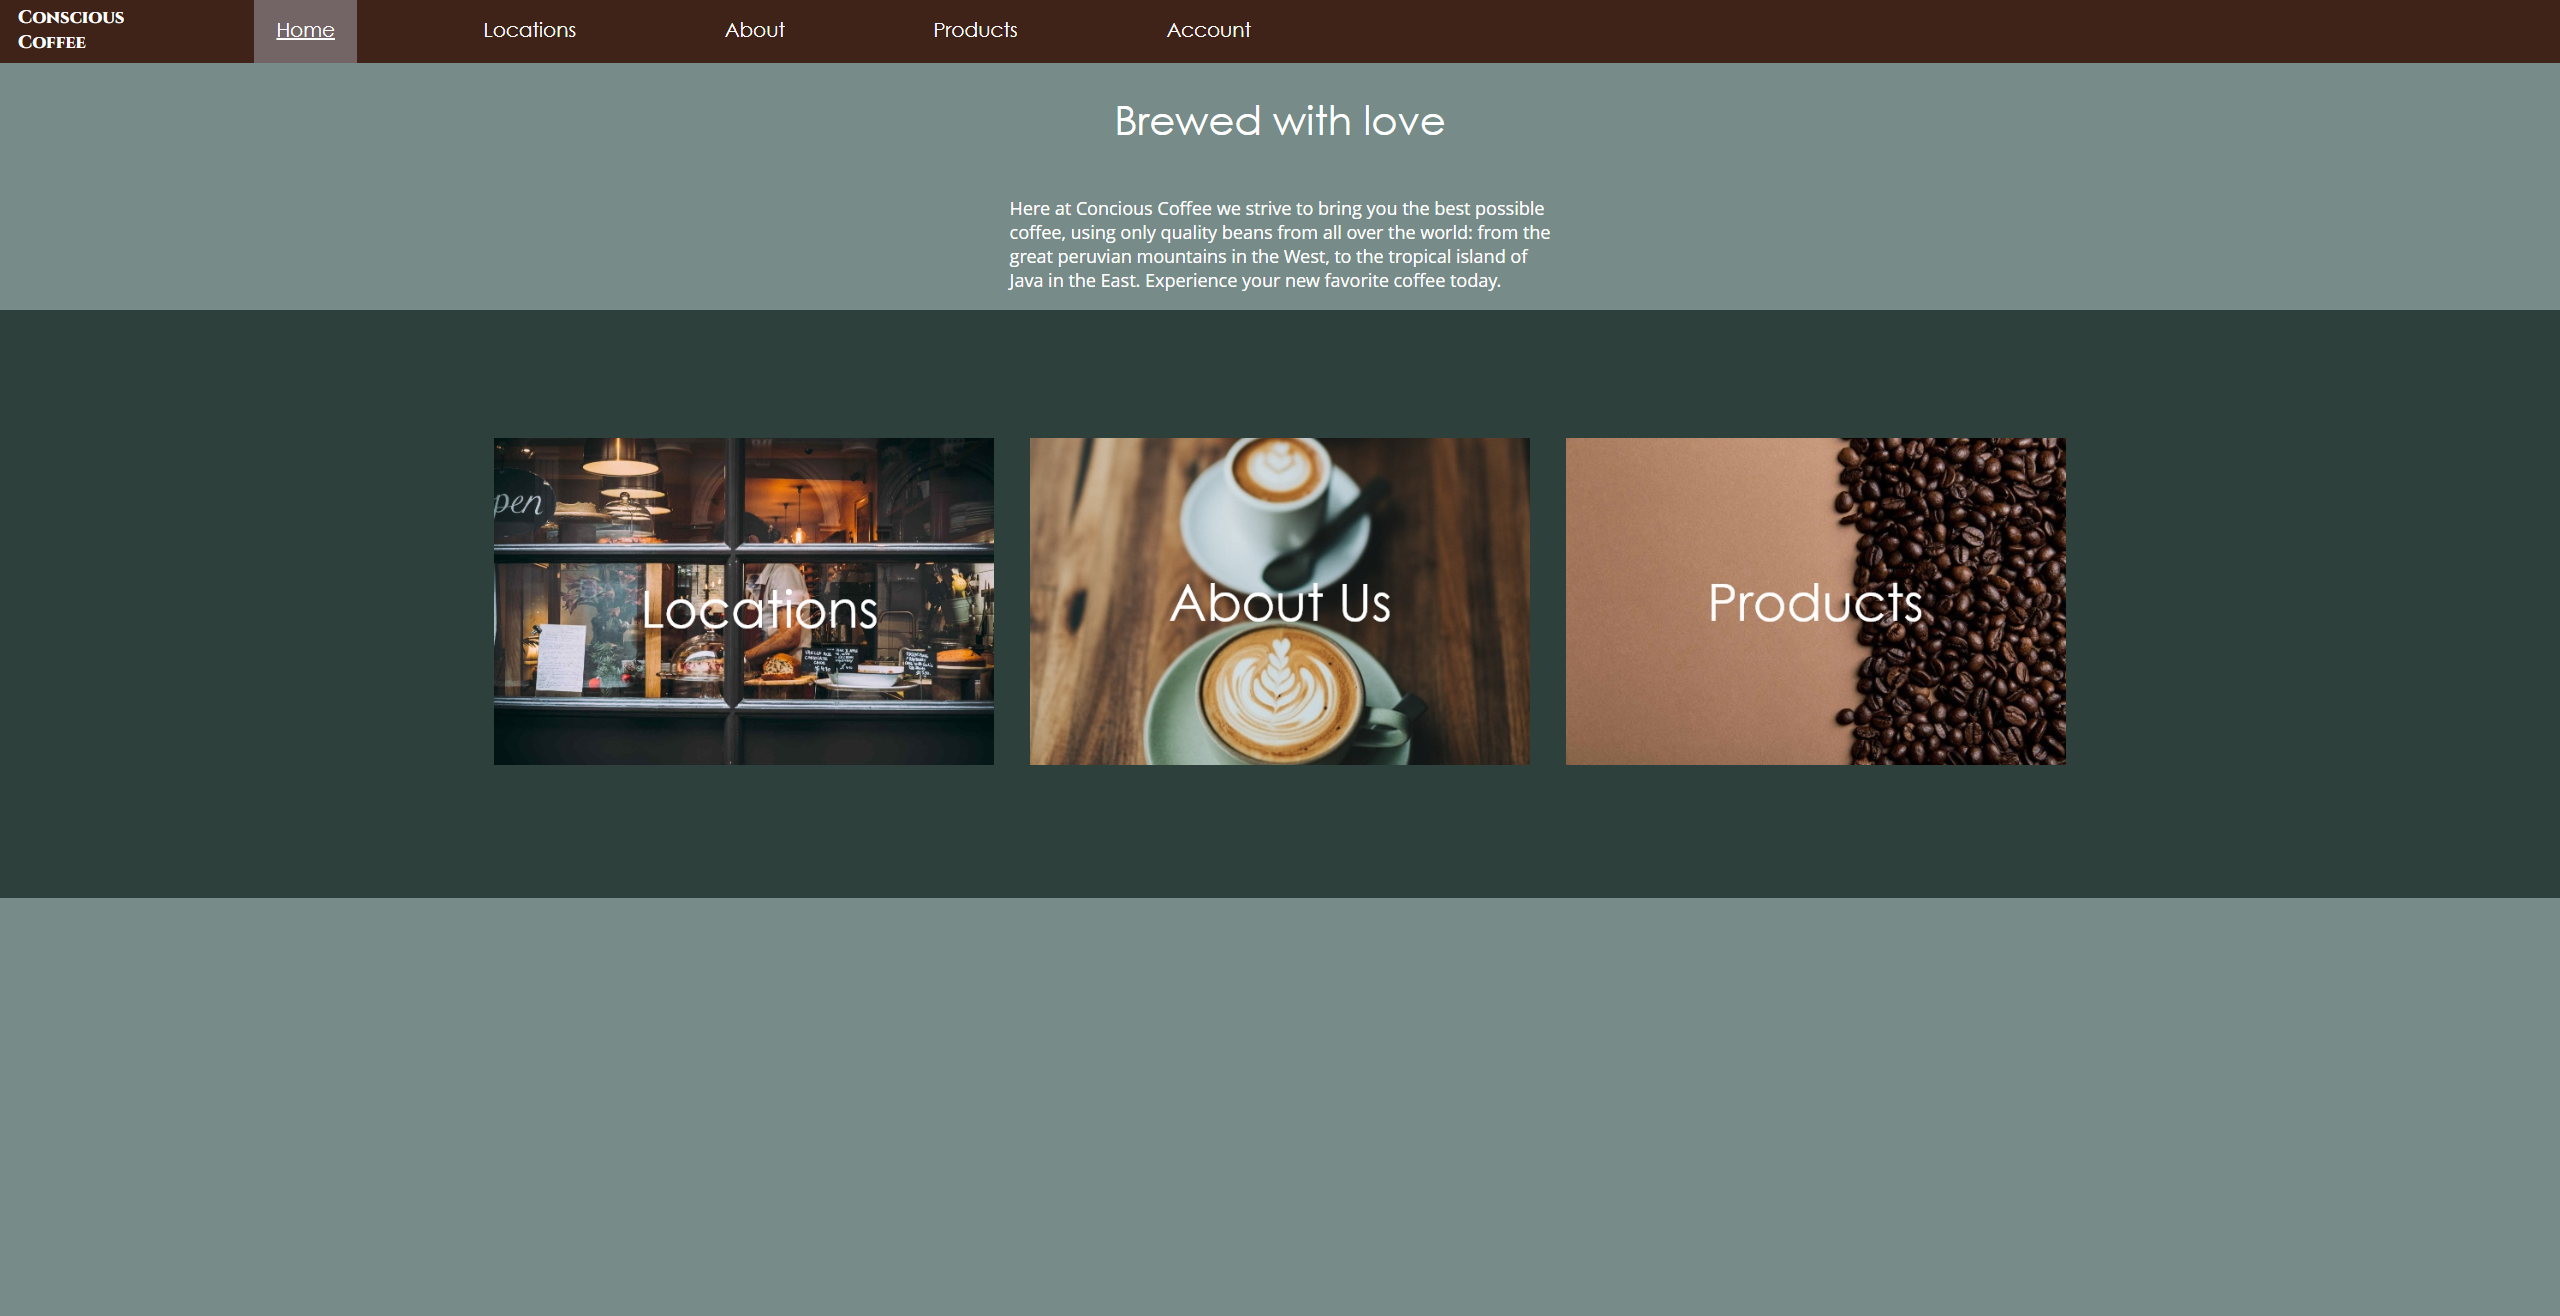 Conscious
Coffee
Home
Locations
About
Products
Account
Brewed with love
Here at Concious Coffee we strive to bring you the best possible
coffee, using only quality beans from all over the world: from the
great peruvian mountains in the West, to the tropical island of
Java in the East. Experience your new favorite coffee today.
pen
Locations
About Us
Products